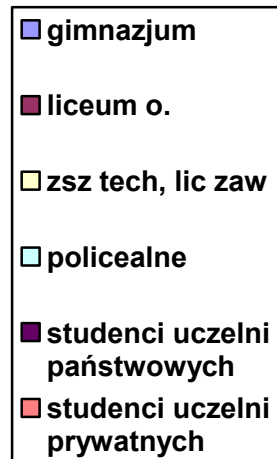 gimnazjum
liceum o.
zsz tech, lic zaw
policealne
studenci uczelni
państwowych
studenci uczelni
prywatnych